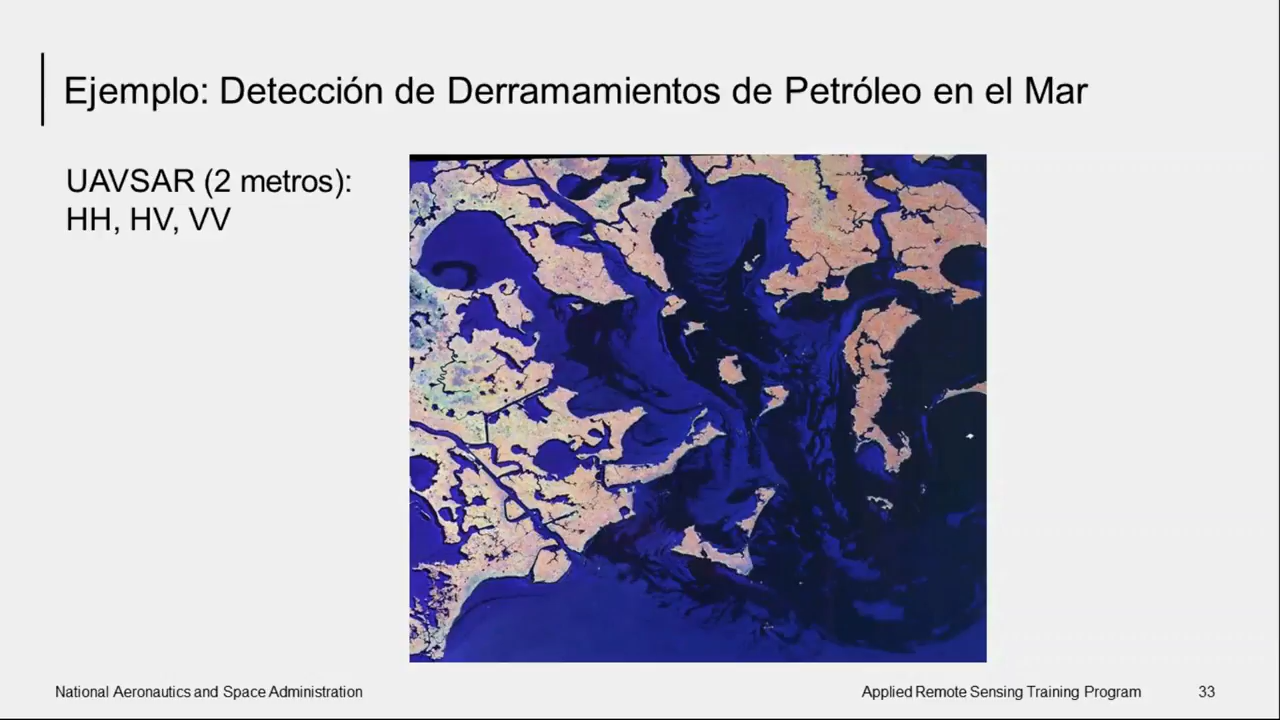 Ejemplo: Detección de Derramamientos de Petróleo en el Mar
UAVSAR (2 metros):
HH, HV, VV
National Aeronautics and Space Administration
Applied Remote Sensing Training Program
33